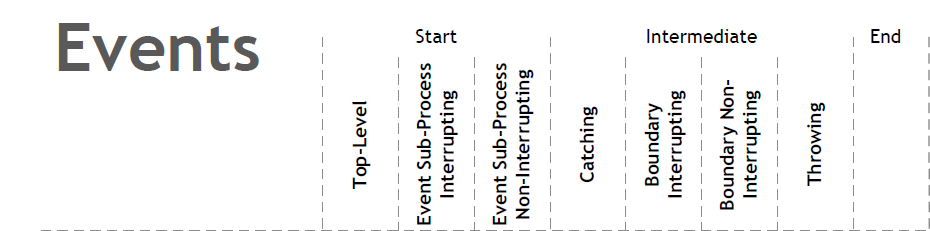 Events
Start
Intermediate
End
Top-Level
Event Sub-Process
Interrupting
Event Sub-Process
Non-Interrupting
Catching
Boundary
Interrupting
Boundary Non-
Interrupting
Throwing